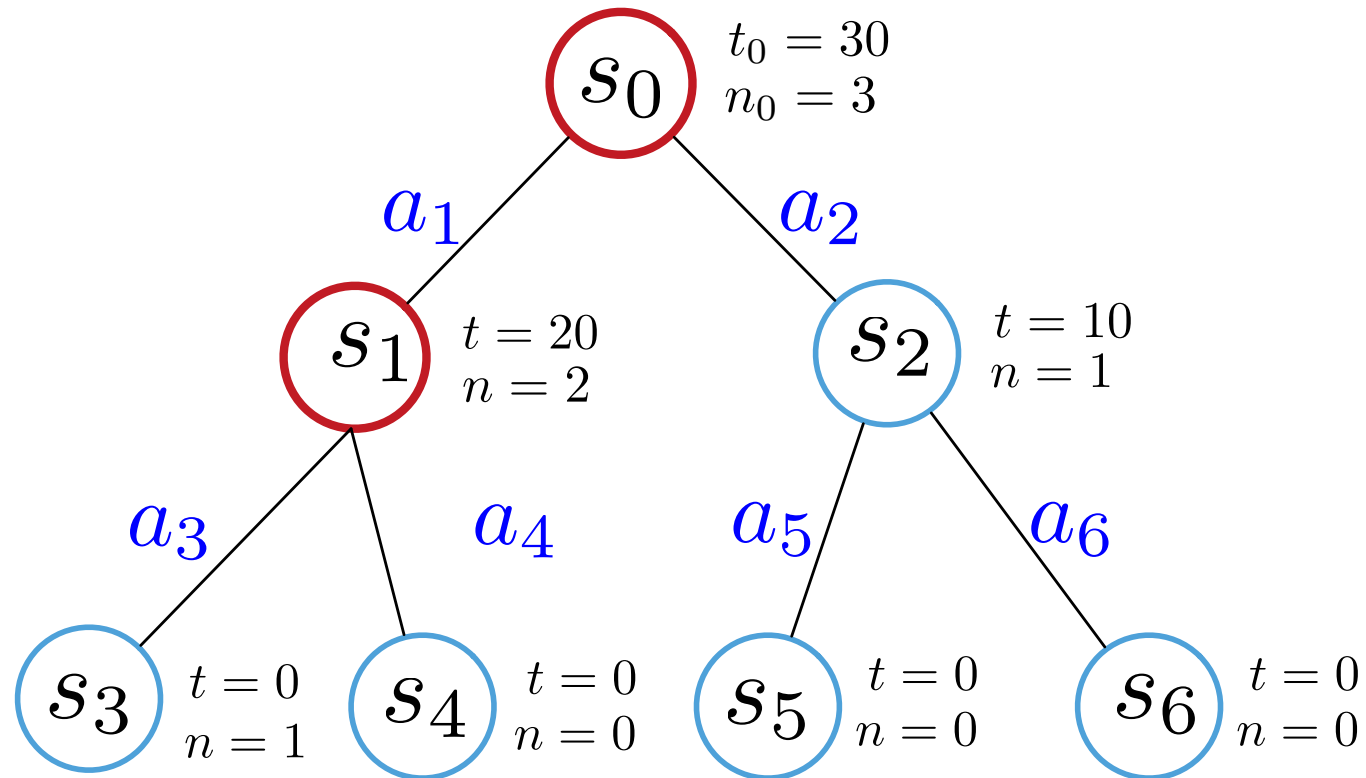 s₀
t₀ = 30
n₀ = 3
a₁
a₂
s₁
t = 20
n = 2
s₂
t = 10
n = 1
a₃
a₄
a₅
a₆
s₃
t = 0
n = 1
s₄
t = 0
n = 0
s₅
t = 0
n = 0
s₆
t = 0
n = 0